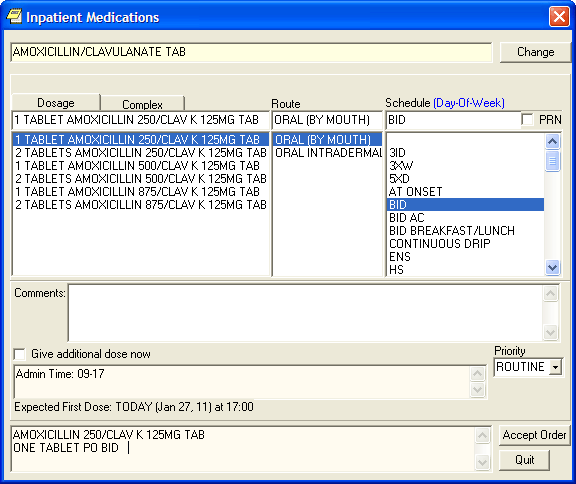 Inpatient Medications
AMOXICILLIN/CLAVULANATE TAB
Change
Dosage
Complex
Route
Schedule (Day-Of-Week)
1 TABLET AMOXICILLIN 250/CLAV K 125MG TAB
ORAL (BY MOUTH)
BID
PRN
1 TABLET AMOXICILLIN 250/CLAV K 125MG TAB
2 TABLETS AMOXICILLIN 250/CLAV K 125MG TAB
1 TABLET AMOXICILLIN 500/CLAV K 125MG TAB
2 TABLETS AMOXICILLIN 500/CLAV K 125MG TAB
1 TABLET AMOXICILLIN 875/CLAV K 125MG TAB
2 TABLETS AMOXICILLIN 875/CLAV K 125MG TAB
ORAL (BY MOUTH)
ORAL INTRADERMAL
3ID
3XW
5XD
AT ONSET
BID
BID AC
BID BREAKFAST/LUNCH
CONTINUOUS DRIP
ENS
HS
Comments:
Give additional dose now
Priority
ROUTINE
Admin Time: 09-17
Expected First Dose: TODAY (Jan 27, 11) at 17:00
AMOXICILLIN 250/CLAV K 125MG TAB
ONE TABLET PO BID
Accept Order
Quit